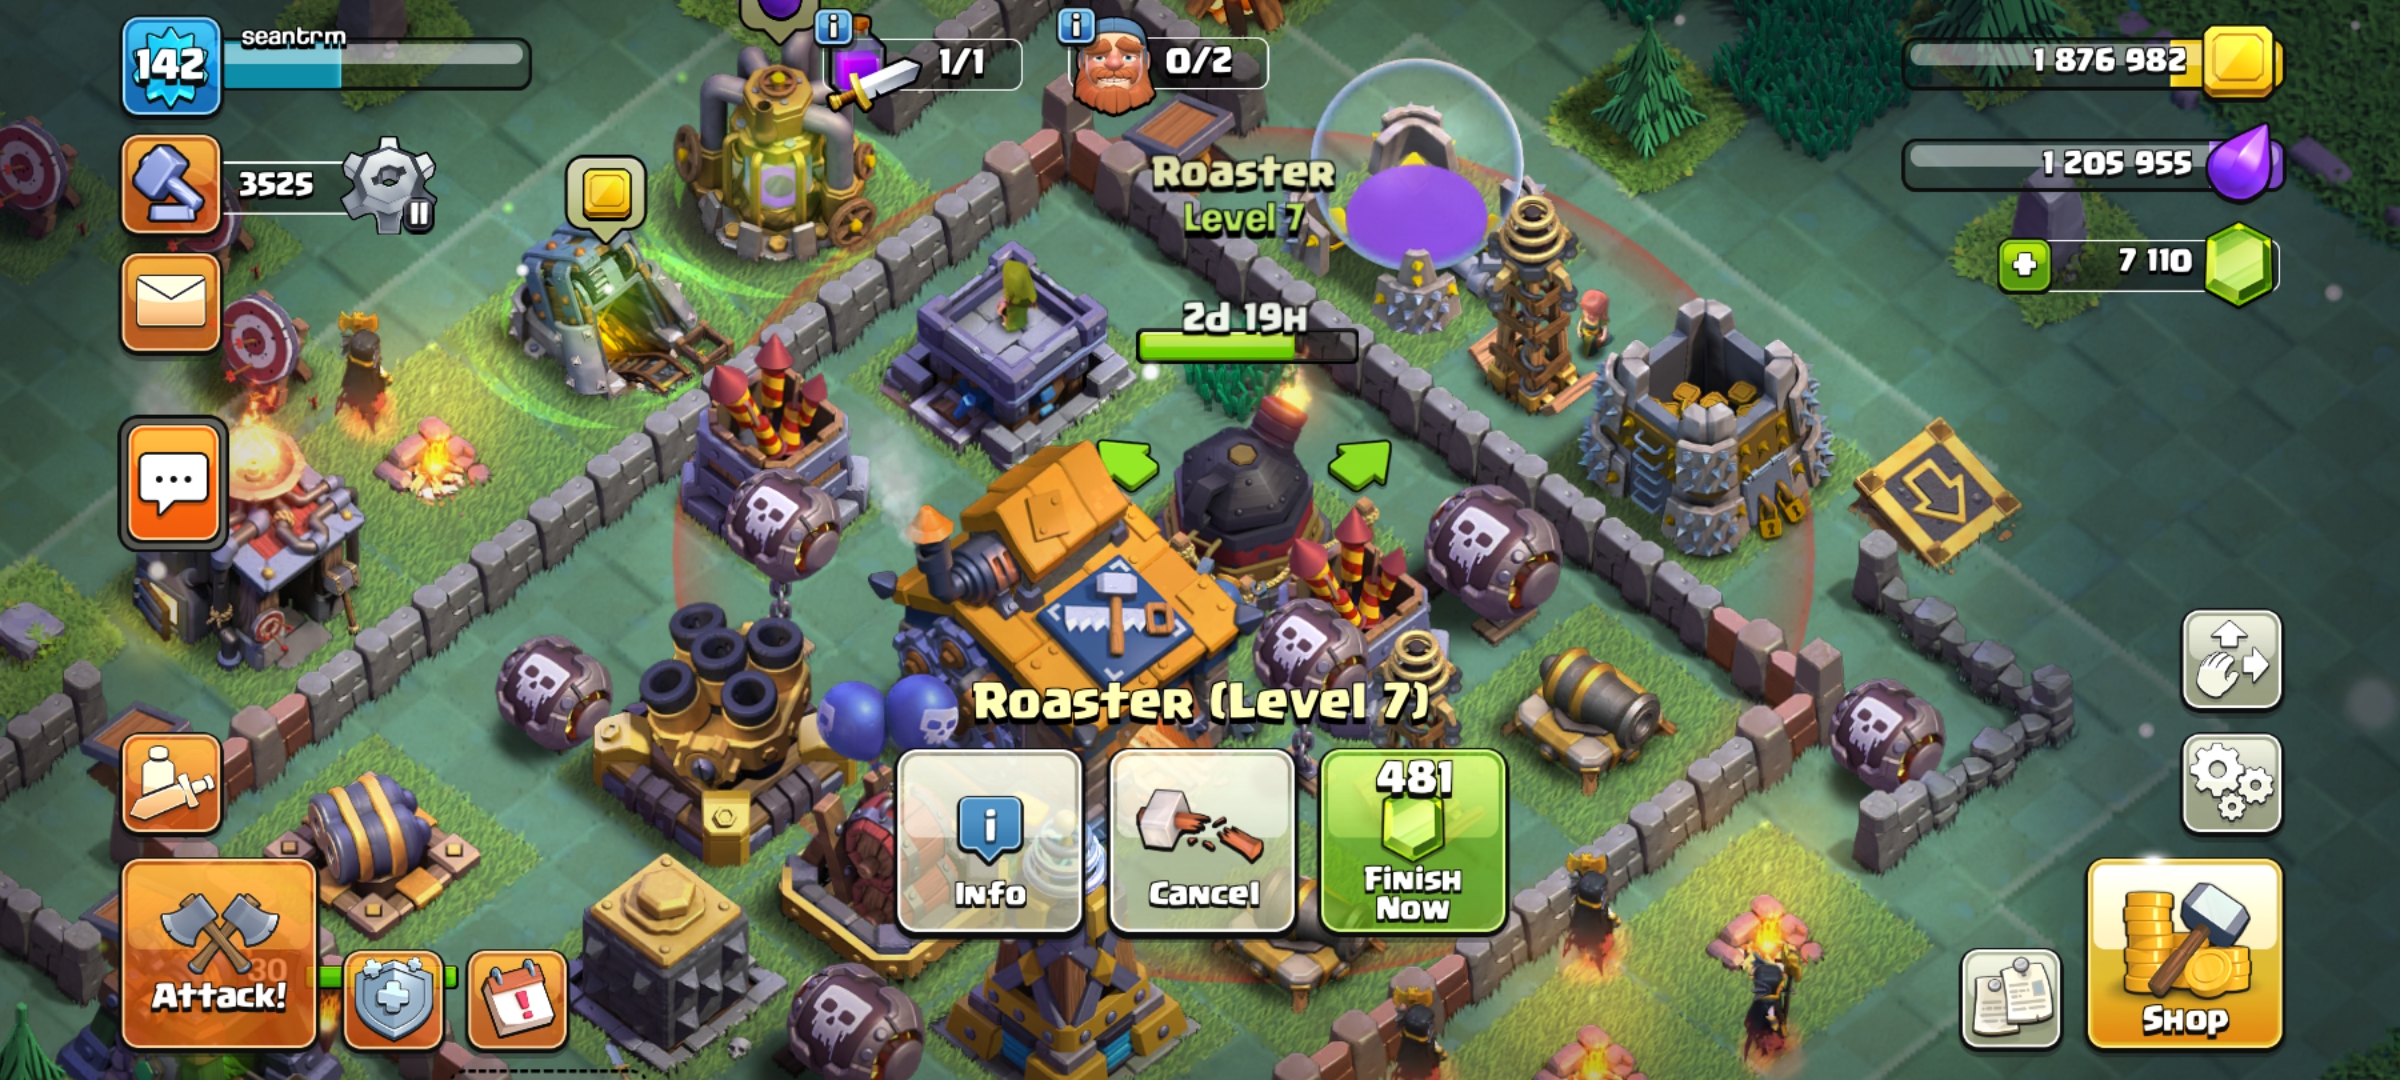 142
seantrm
1/1
0/2
1 876 982
3525
1 205 955
7 110
Roaster
Level 7
2d 19H
Roaster (Level 7)
Info
Cancel
481
Finish
Now
30
Attack!
Shop